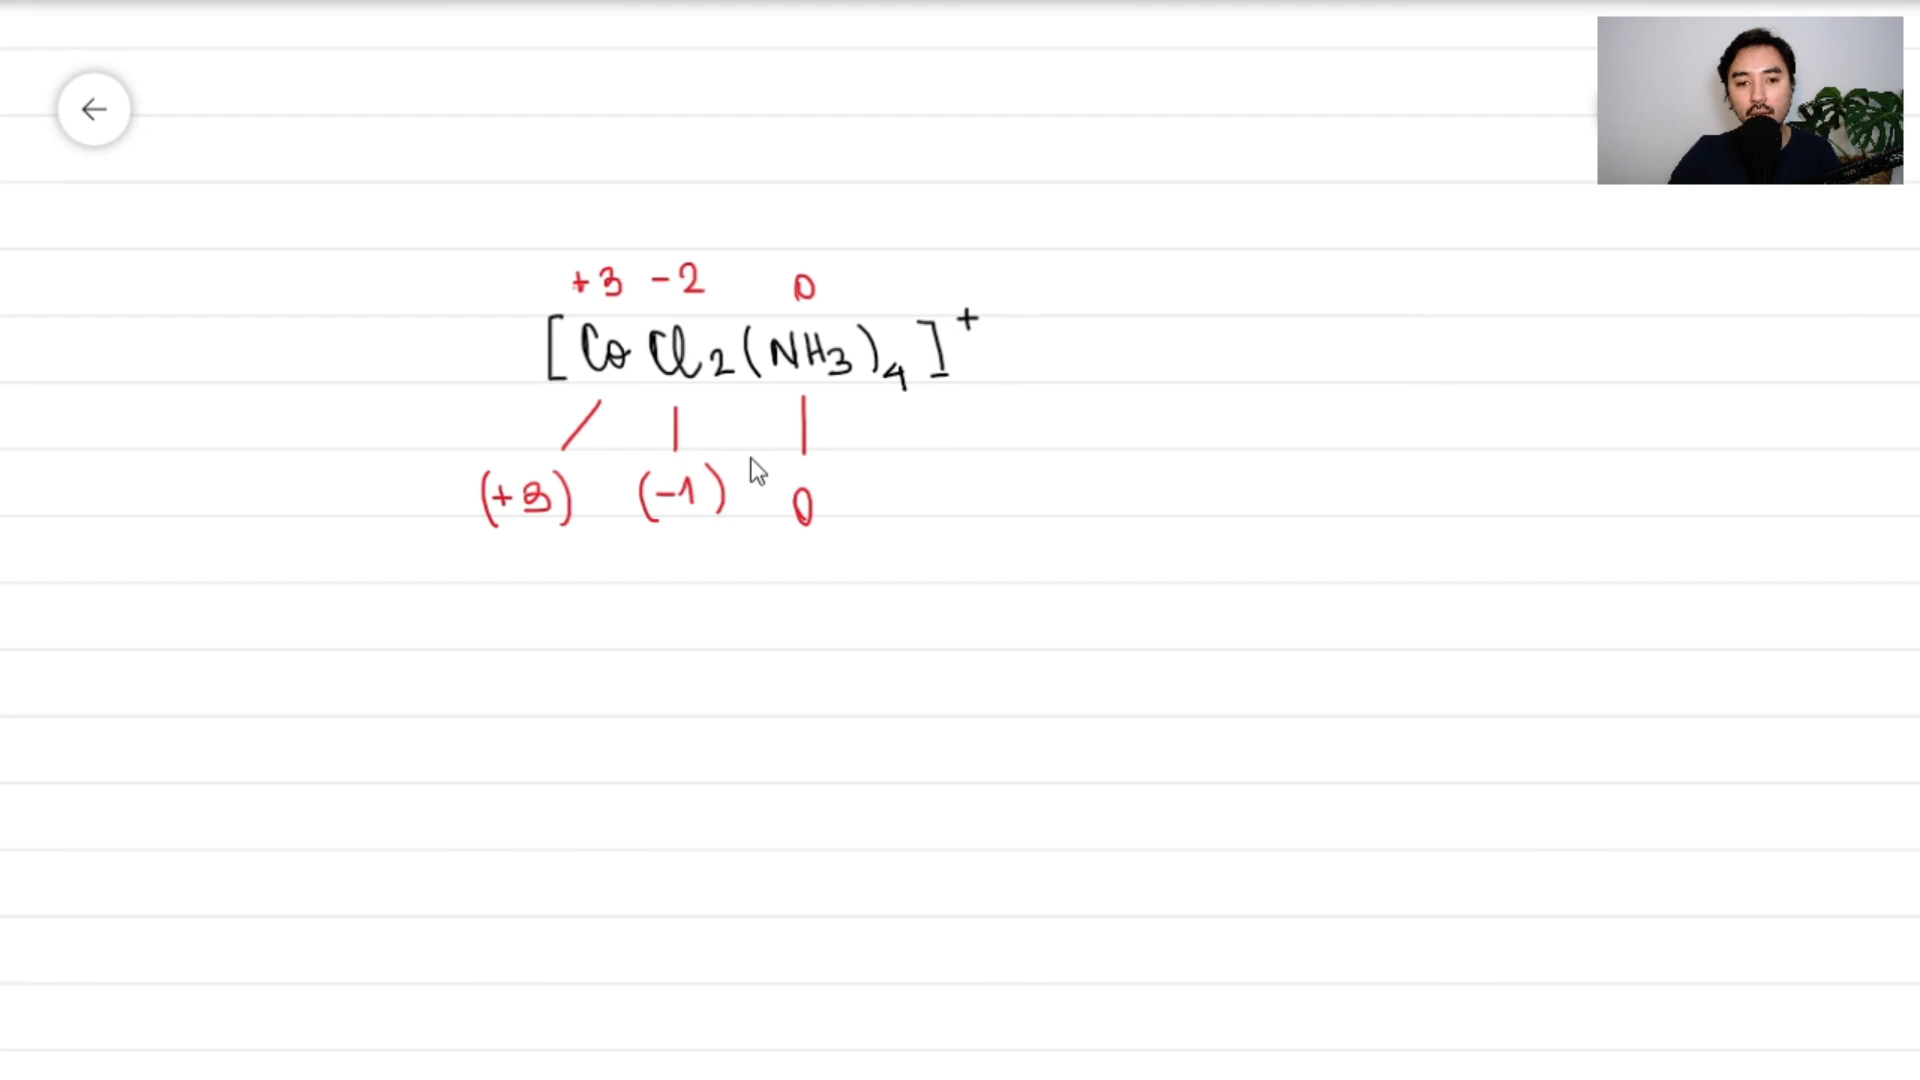 +3 -2 0
[CoCl₂(NH₃)₄]⁺
(+3) (-1) 0